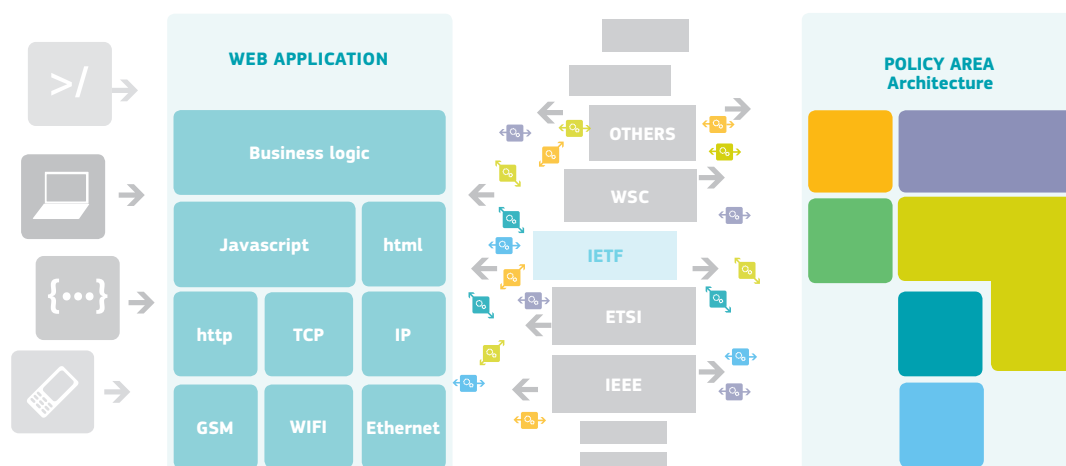 >/
{•••}
WEB APPLICATION
Business logic
Javascript
html
http
TCP
IP
GSM
WIFI
Ethernet
OTHERS
WSC
IETF
ETSI
IEEE
POLICY AREA
Architecture